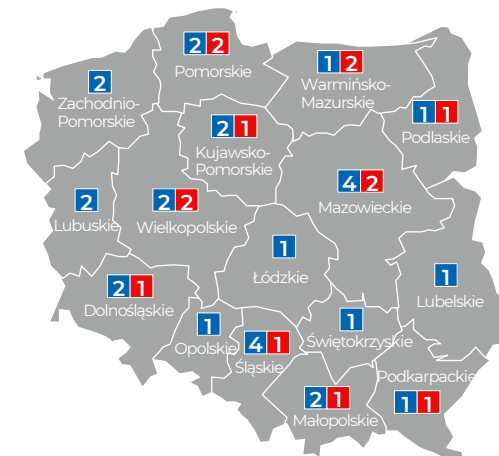 2 2
Pomorskie
1 2
Warmińsko-
Mazurskie
2
Zachodnio-
Pomorskie
1 1
Podlaskie
2 1
Kujawsko-
Pomorskie
4 2
Mazowieckie
2
Lubuskie
2 2
Wielkopolskie
1
Łódzkie
1
Lubelskie
2 1
Dolnośląskie
1
Opolskie
4 1
Śląskie
1
Świętokrzyskie
Podkarpackie
1 1
2 1
Małopolskie